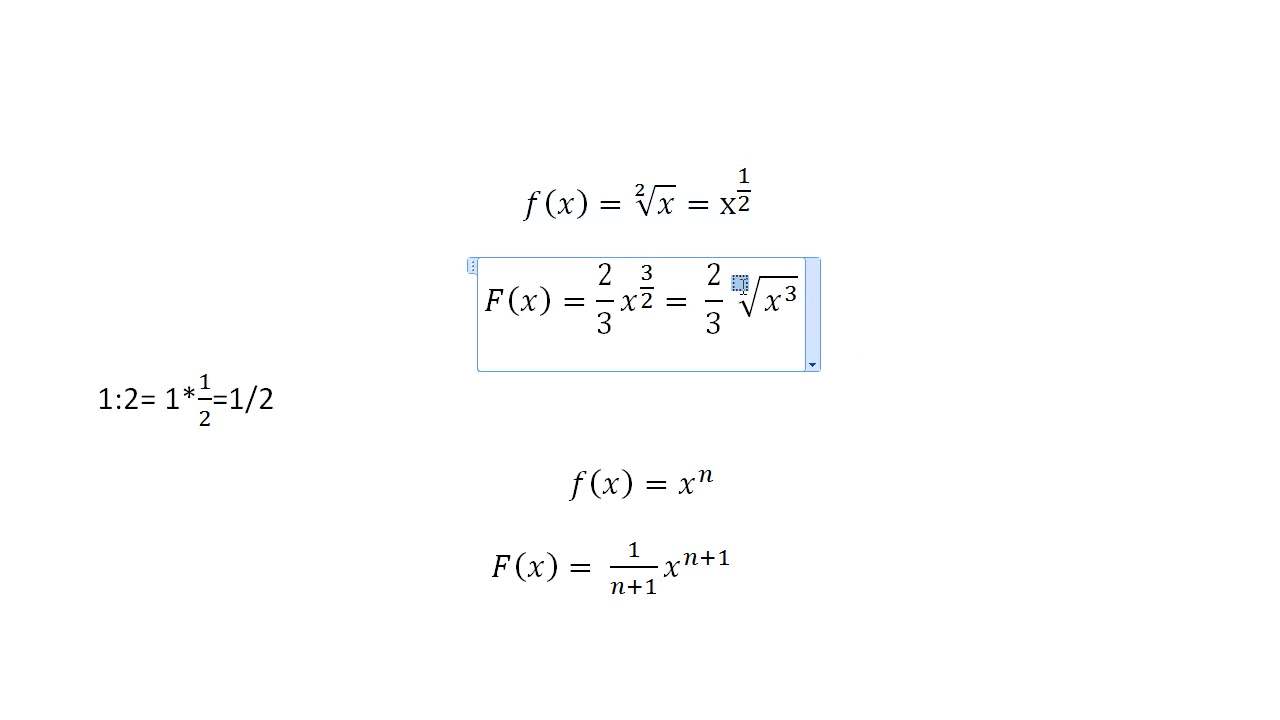 f(x) = ²√x = x^(1/2)
F(x) = 2/3 x^(3/2) = 2/3 √x³
1:2= 1*1/2=1/2
f(x) = xⁿ
F(x) = 1/(n+1) x^(n+1)